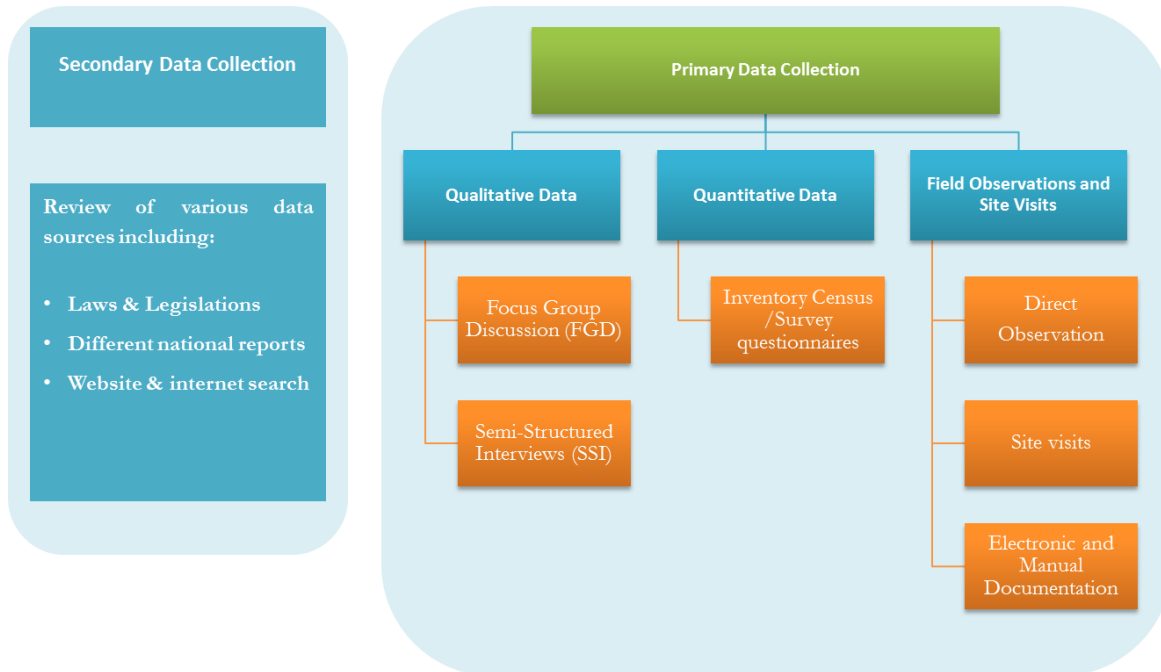 Secondary Data Collection
Review of various data
sources including:
• Laws & Legislations
• Different national reports
• Website & internet search
Primary Data Collection
Qualitative Data
Focus Group
Discussion (FGD)
Semi-Structured
Interviews (SSI)
Quantitative Data
Inventory Census
/Survey
questionnaires
Field Observations and
Site Visits
Direct
Observation
Site visits
Electronic and
Manual
Documentation